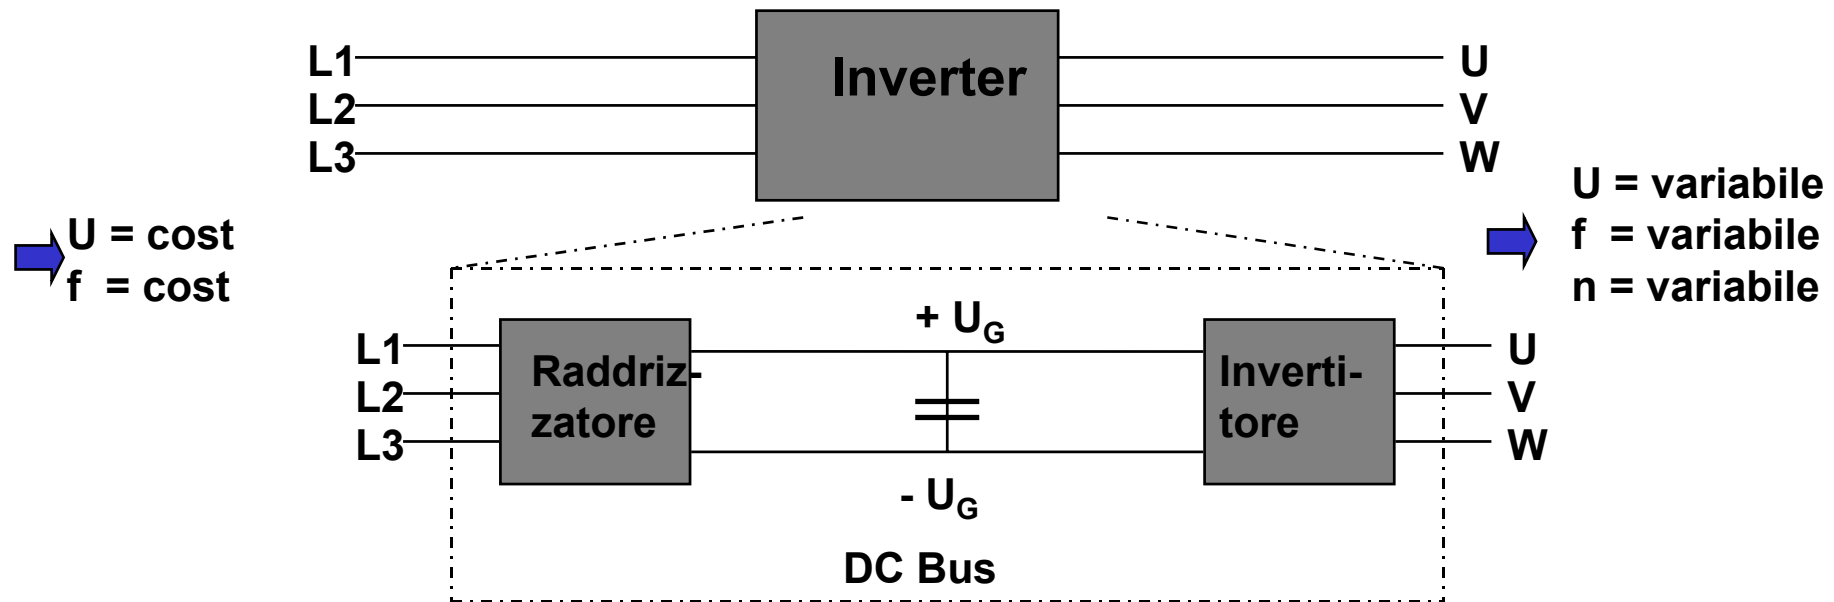 L1
L2
L3
Inverter
U
V
W
U = cost
f = cost
U = variabile
f = variabile
n = variabile
L1
L2
L3
Raddriz-
zatore
+ UG
- UG
DC Bus
Inverti-
tore
U
V
W